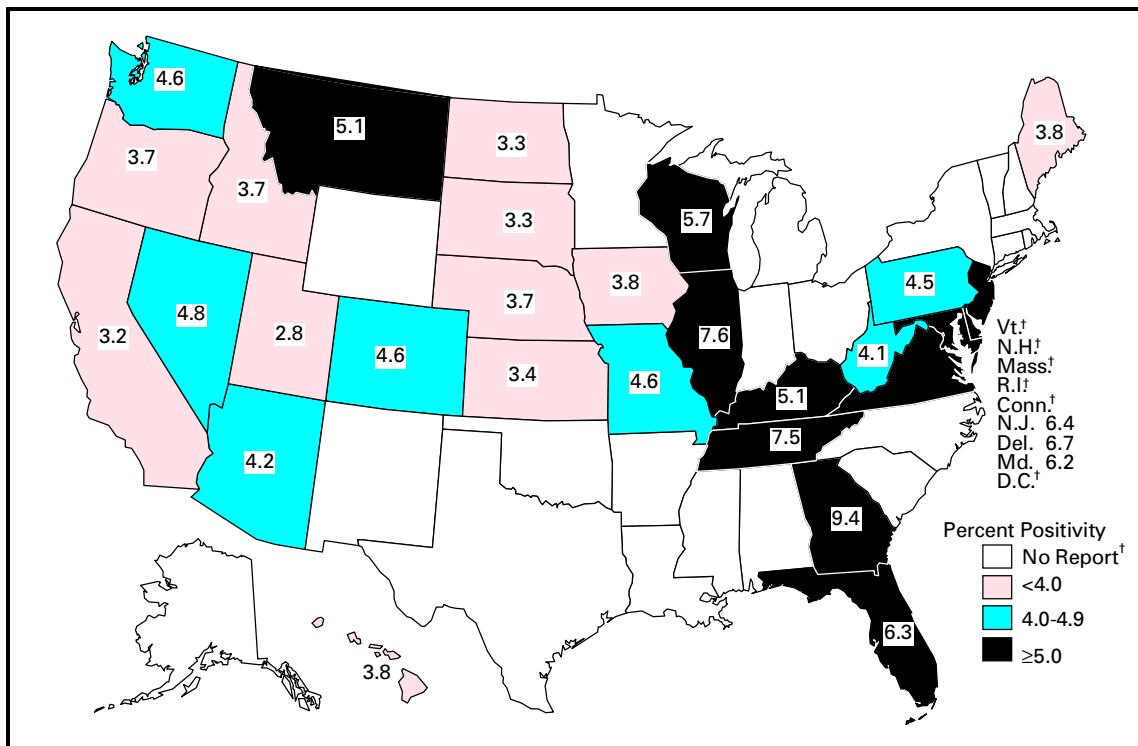 4.6
5.1
3.3
3.8
3.7
3.7
3.3
5.7
3.8
4.5
3.7
4.8
3.2
2.8
4.6
7.6
4.1
3.4
4.6
5.1
7.5
4.2
9.4
6.3
3.8
Vt.†
N.H.†
Mass.†
R.I†
Conn.†
N.J. 6.4
Del. 6.7
Md. 6.2
D.C.†
Percent Positivity
No Report†
<4.0
4.0-4.9
≥5.0